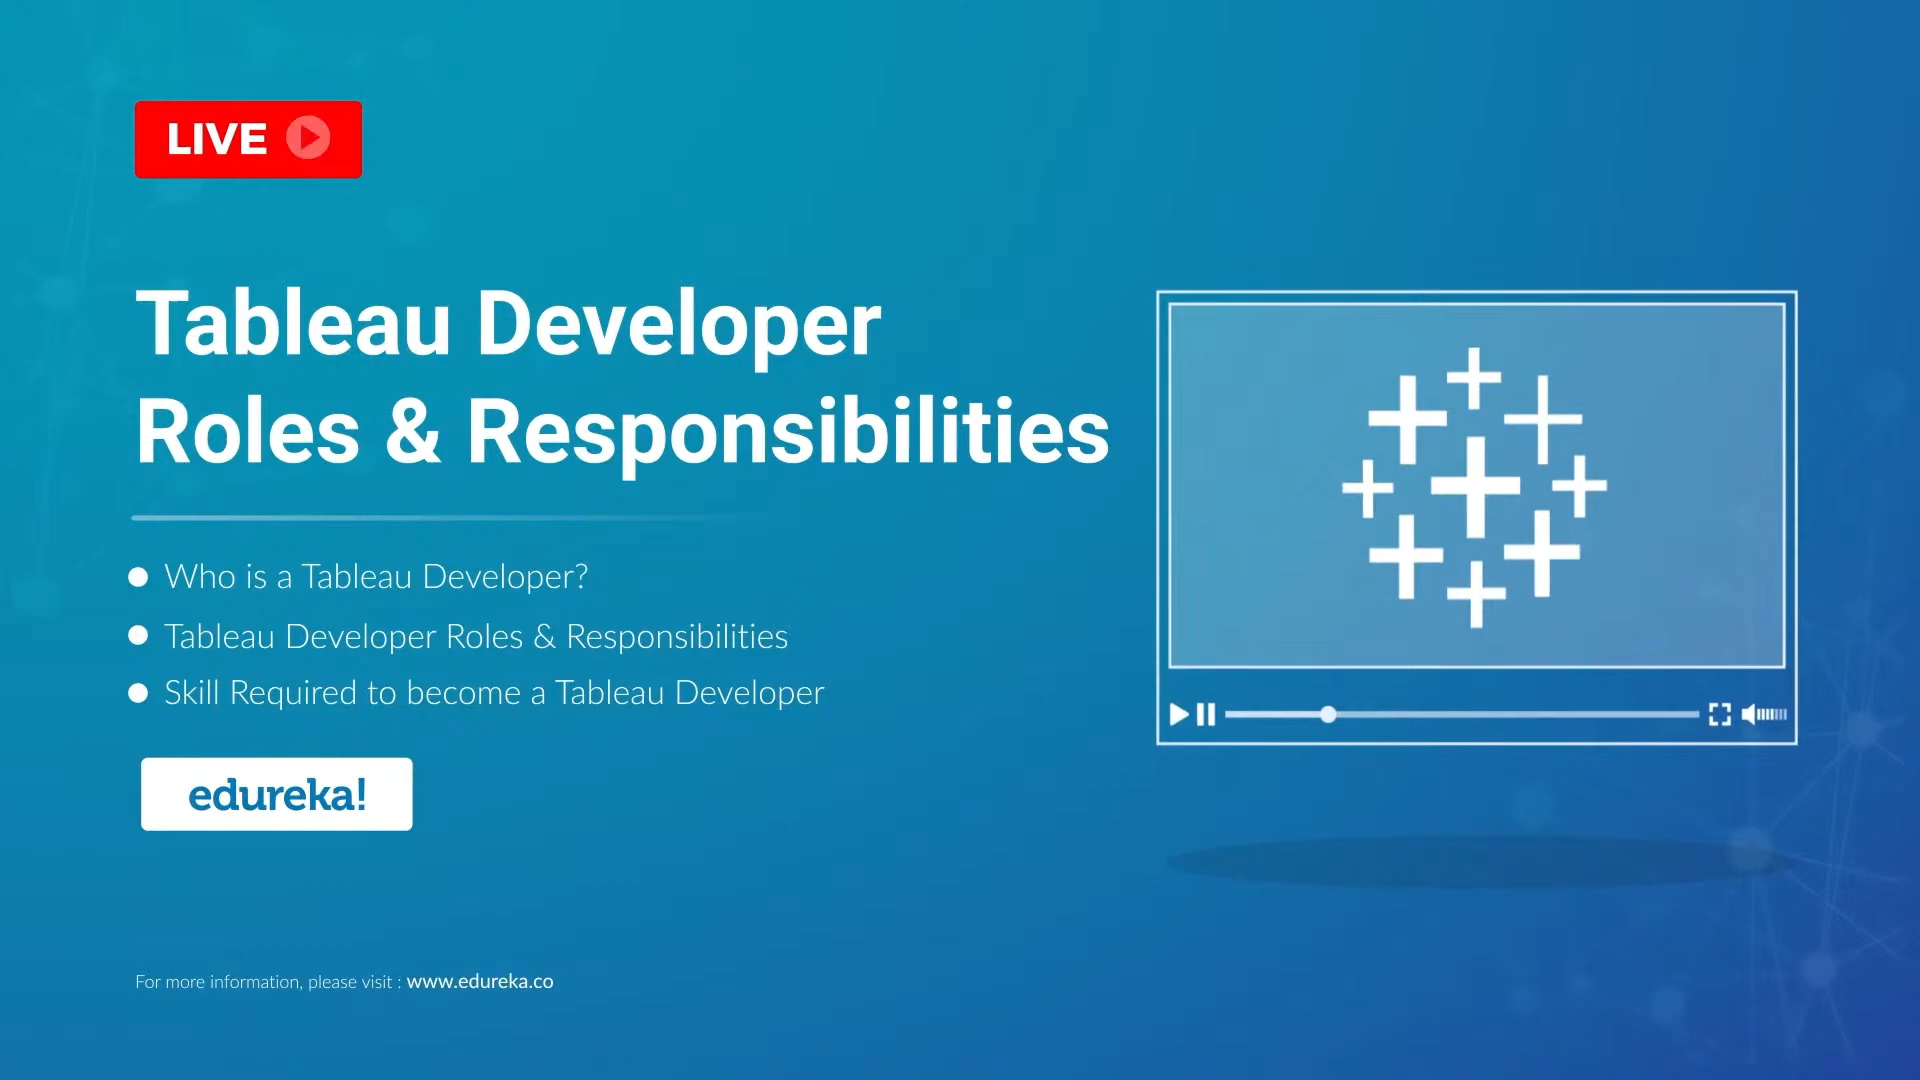 LIVE
Tableau Developer
Roles & Responsibilities
Who is a Tableau Developer?
Tableau Developer Roles & Responsibilities
Skill Required to become a Tableau Developer
edureka!
For more information, please visit : www.edureka.co